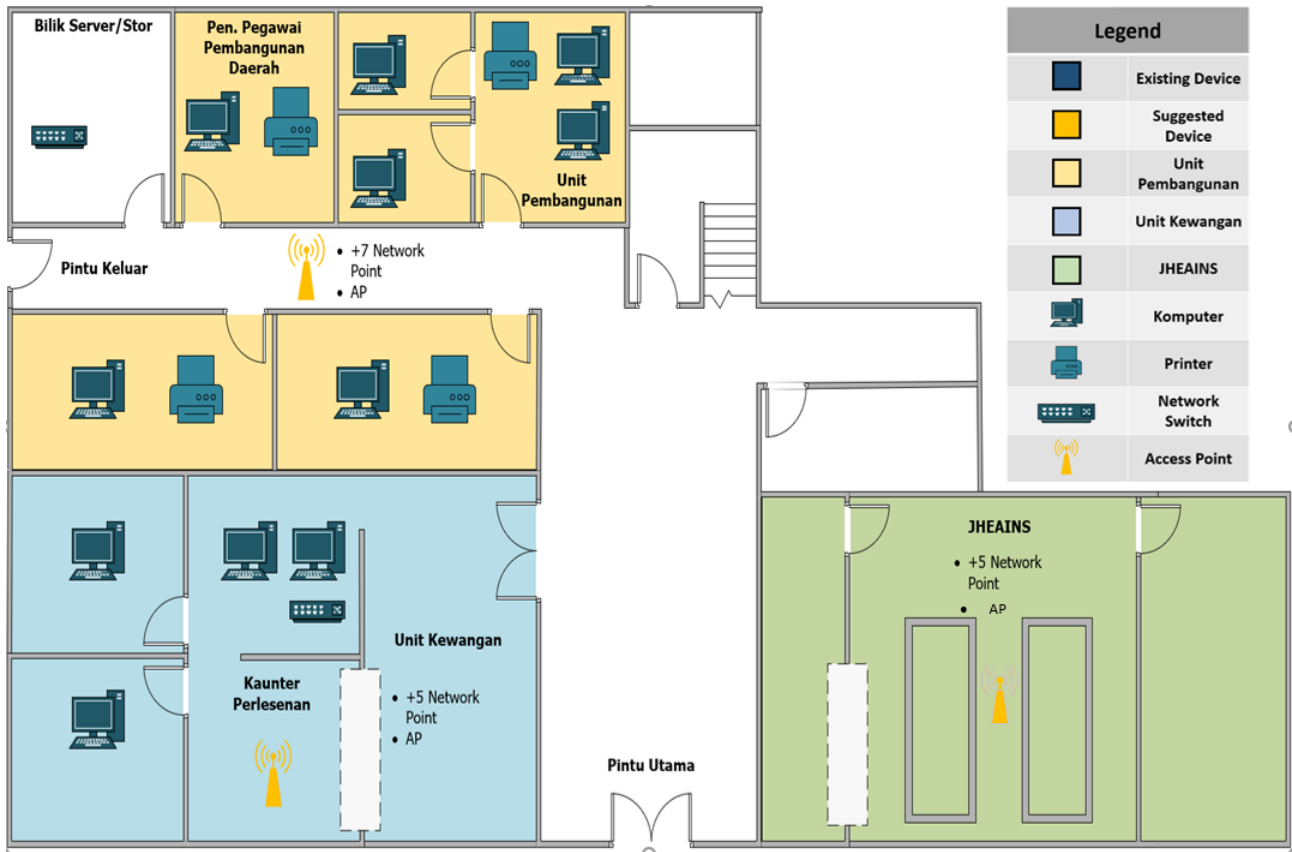 Bilik Server/Stor
Pen. Pegawai
Pembangunan
Daerah
Unit
Pembangunan
Pintu Keluar
• +7 Network
Point
• AP
Unit Kewangan
Kaunter
Perlesenan
• +5 Network
Point
• AP
Pintu Utama
JHEAINS
• +5 Network
Point
• AP
Legend
Existing Device
Suggested
Device
Unit
Pembangunan
Unit Kewangan
JHEAINS
Komputer
Printer
Network
Switch
Access Point